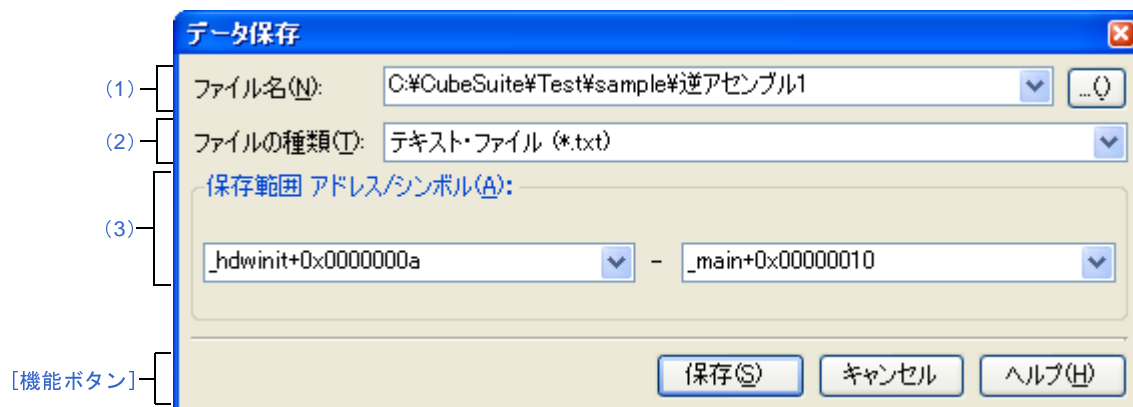 データ保存
(1) ファイル名(N): C:¥CubeSuite¥Test¥sample¥逆アセンブル1 ...()
(2) ファイルの種類(T): テキスト・ファイル (*.txt)
保存範囲 アドレス/シンボル(A):
(3)
_hdwinit+0x0000000a - _main+0x00000010
[機能ボタン] 保存(S) キャンセル ヘルプ(H)